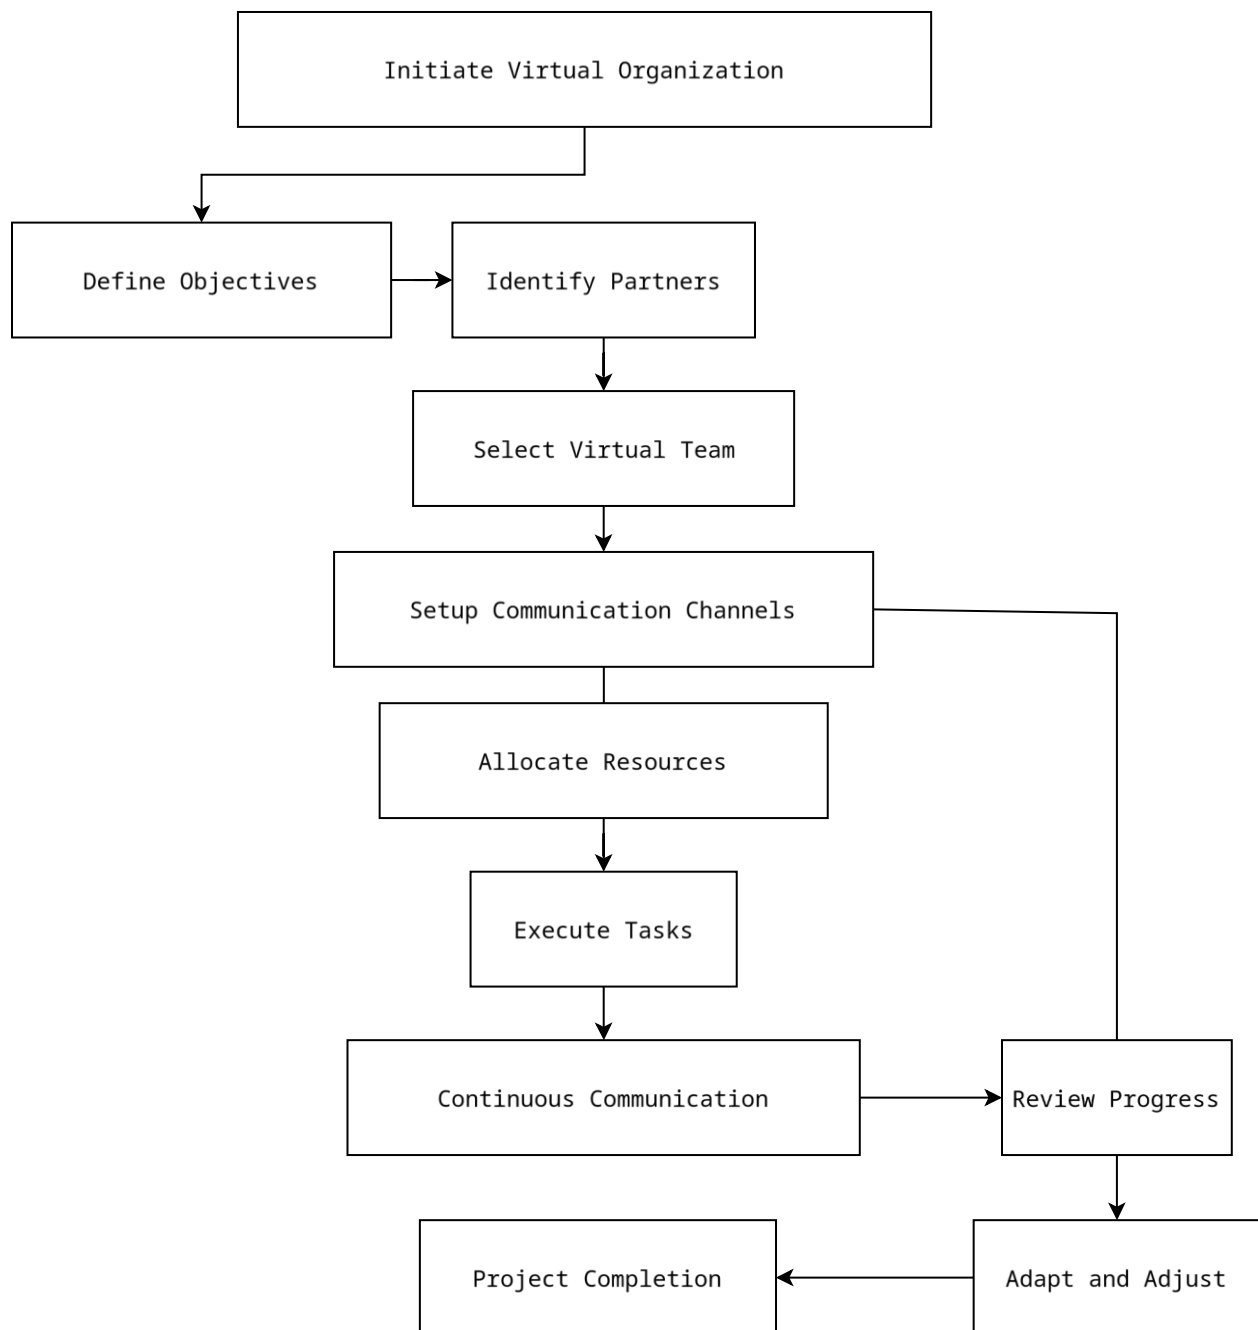 Initiate Virtual Organization
Define Objectives
Identify Partners
Select Virtual Team
Setup Communication Channels
Allocate Resources
Execute Tasks
Continuous Communication
Review Progress
Project Completion
Adapt and Adjust